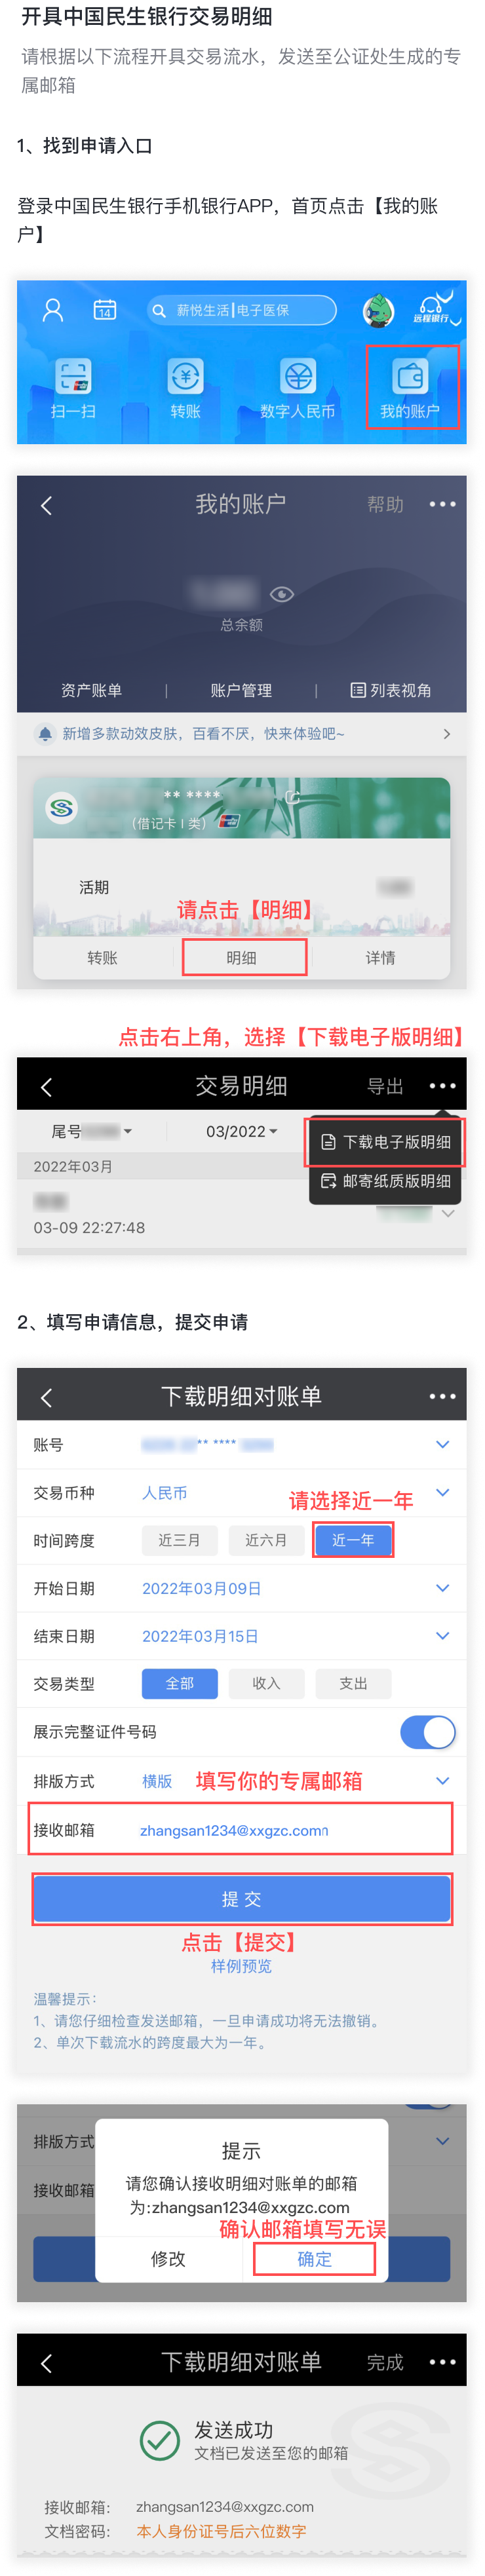 开具中国民生银行交易明细
请根据以下流程开具交易流水，发送至公证处生成的专
属邮箱
1、找到申请入口
登录中国民生银行手机银行APP，首页点击【我的账
户】
14
薪悦生活|电子医保
远程银行
扫一扫
转账
数字人民币
我的账户
我的账户
帮助
总余额
资产账单
账户管理
列表视角
新增多款动效皮肤，百看不厌，快来体验吧~
** ****
（借记卡 I 类）
活期
请点击【明细】
转账
明细
详情
点击右上角，选择【下载电子版明细】
交易明细
导出
尾号
03/2022
下载电子版明细
2022年03月
邮寄纸质版明细
03-09 22:27:48
2、填写申请信息，提交申请
下载明细对账单
账号
** ****
交易币种
人民币
请选择近一年
时间跨度
近三月
近六月
近一年
开始日期
2022年03月09日
结束日期
2022年03月15日
交易类型
全部
收入
支出
展示完整证件号码
排版方式
横版
填写你的专属邮箱
接收邮箱
zhangsan1234@xxgzc.com
提交
点击【提交】
样例预览
温馨提示：
1、请您仔细检查发送邮箱，一旦申请成功将无法撤销。
2、单次下载流水的跨度最大为一年。
排版方式
提示
接收邮箱
请您确认接收明细对账单的邮箱
为:zhangsan1234@xxgzc.com
确认邮箱填写无误
修改
确定
下载明细对账单
完成
发送成功
文档已发送至您的邮箱
接收邮箱:
zhangsan1234@xxgzc.com
文档密码:
本人身份证号后六位数字